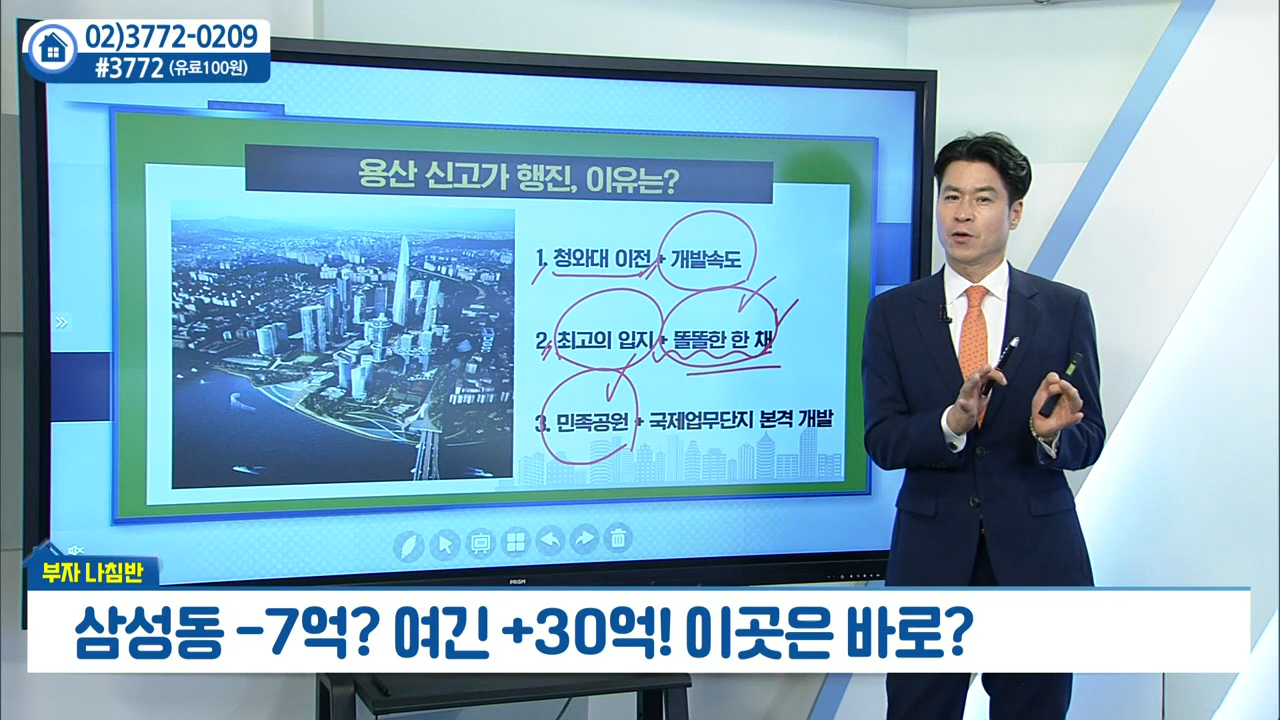 02)3772-0209
#3772 (유료100원)
용산 신고가 행진, 이유는?
1. 청와대 이전 + 개발속도
2. 최고의 입지 + 똘똘한 한 채
3. 민족공원 + 국제업무단지 본격 개발
PRISM
부자 나침반
삼성동 -7억? 여긴 +30억! 이곳은 바로?